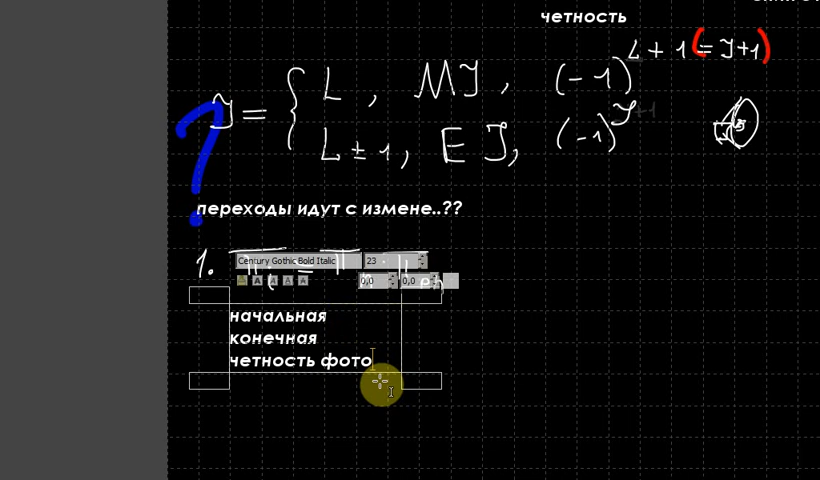 четность
L + 1 (= J+1)
J = { L , MJ , (-1)
L ± 1, EJ, (-1)^J+1
переходы идут с измене..??
1.
Century Gothic Bold Italic 23
0,0 0,0
начальная
конечная
четность фото